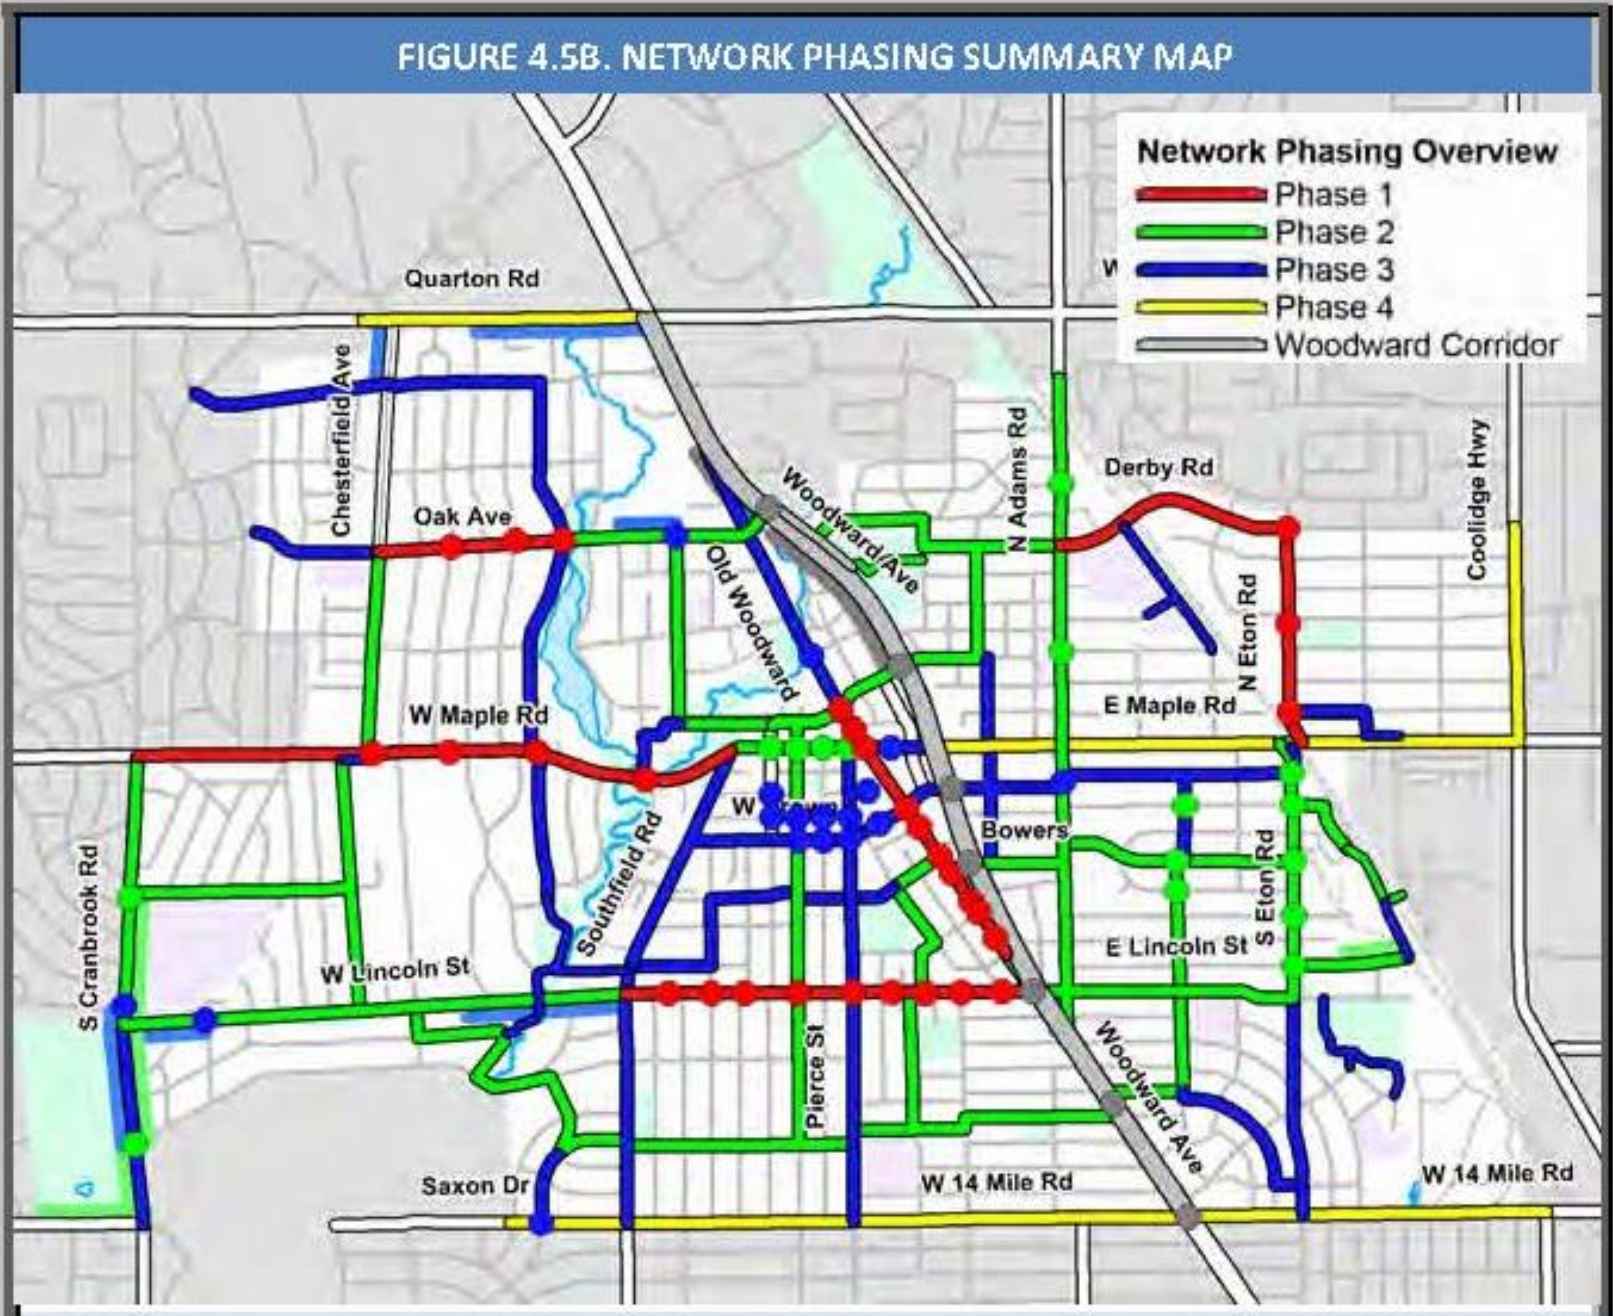 FIGURE 4.5B. NETWORK PHASING SUMMARY MAP
Network Phasing Overview
Phase 1
Phase 2
Phase 3
Phase 4
Woodward Corridor
W
Quarton Rd
Chesterfield Ave
Oak Ave
Woodward Ave
Old Woodward
N Adams Rd
Derby Rd
Coolidge Hwy
N Eton Rd
W Maple Rd
E Maple Rd
W
Bowers
S Cranbrook Rd
Southfield Rd
S Eton Rd
W Lincoln St
E Lincoln St
Pierce St
Woodward Ave
Saxon Dr
W 14 Mile Rd
W 14 Mile Rd